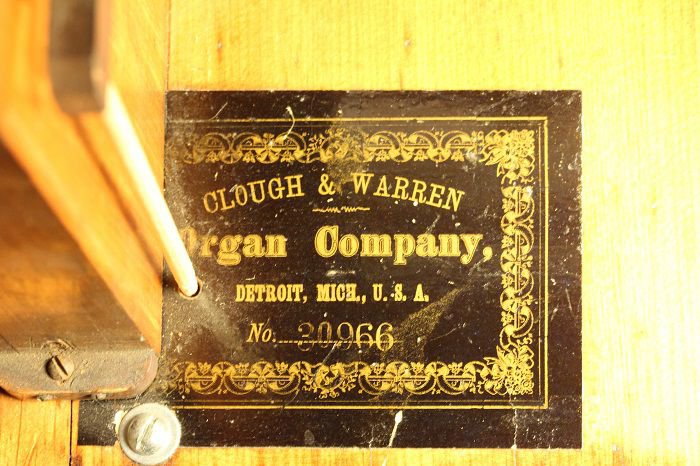 CLOUGH & WARREN
Organ Company,
DETROIT, MICH., U. S. A.
No. 30966